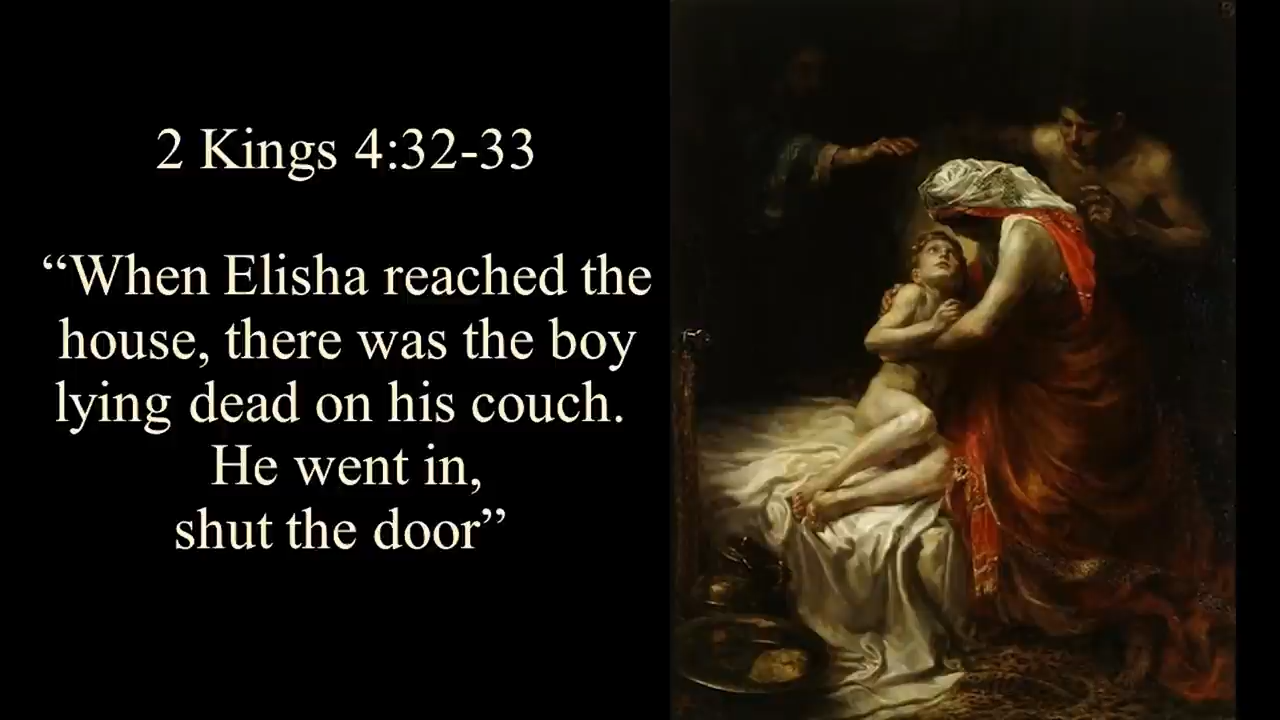 2 Kings 4:32-33
“When Elisha reached the
house, there was the boy
lying dead on his couch.
He went in,
shut the door”